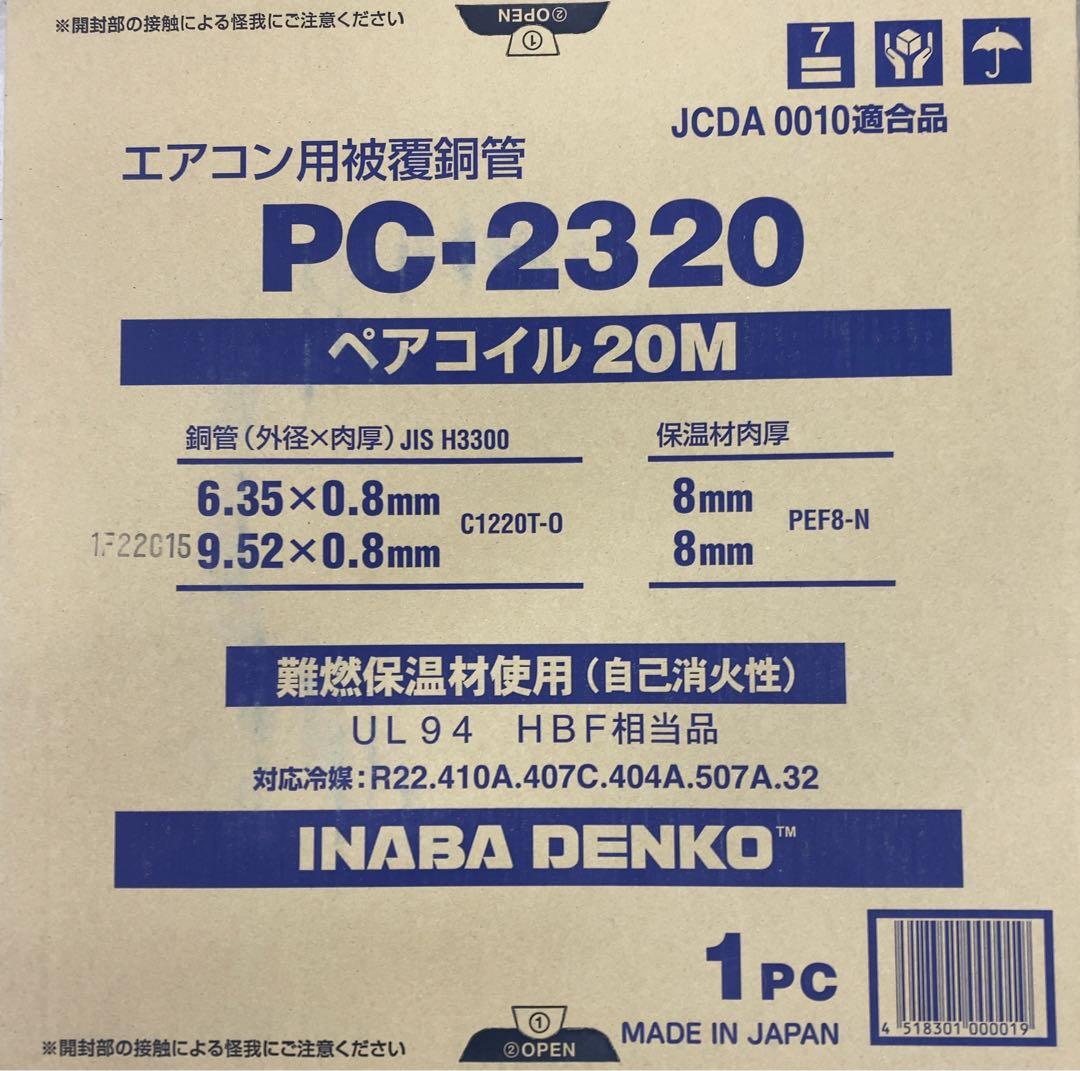 ※開封部の接触による怪我にご注意ください
②OPEN
①
7
JCDA 0010適合品
エアコン用被覆銅管
PC-2320
ペアコイル20M
銅管(外径×肉厚)JIS H3300
保温材肉厚
6.35×0.8mm
9.52×0.8mm
C1220T-O
8mm
8mm
PEF8-N
難燃保温材使用(自己消火性)
UL94 HBF相当品
対応冷媒:R22.410A.407C.404A.507A.32
INABA DENKO™
1PC
MADE IN JAPAN
4 518301 000019
①
②OPEN
※開封部の接触による怪我にご注意ください